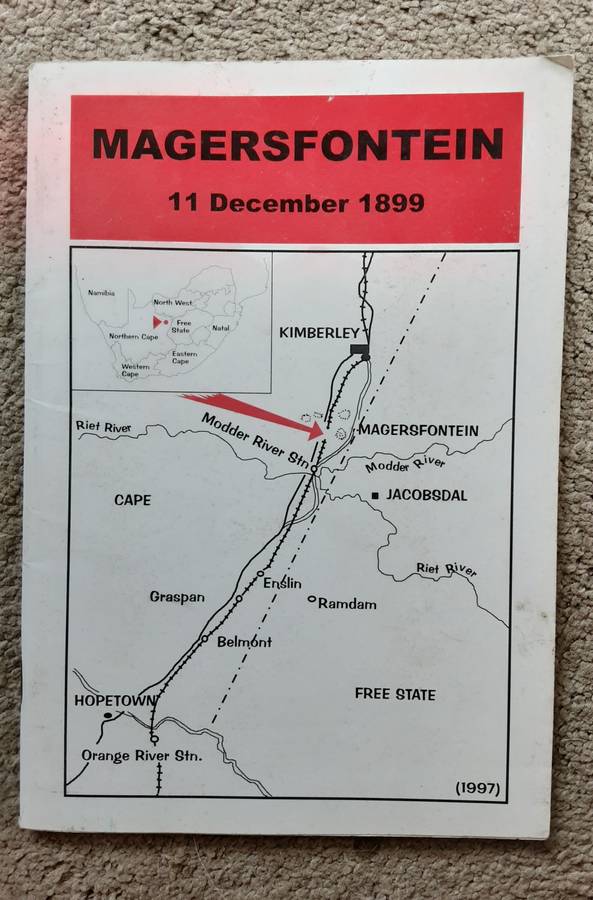 MAGERSFONTEIN
11 December 1899
Namibia
North West
Free
State
Natal
Northern Cape
Eastern
Cape
Western
Cape
KIMBERLEY
MAGERSFONTEIN
Riet River
Modder River Stn
Modder River
JACOBSDAL
CAPE
Riet River
Enslin
Graspan
Ramdam
Belmont
FREE STATE
HOPETOWN
Orange River Stn.
(1997)